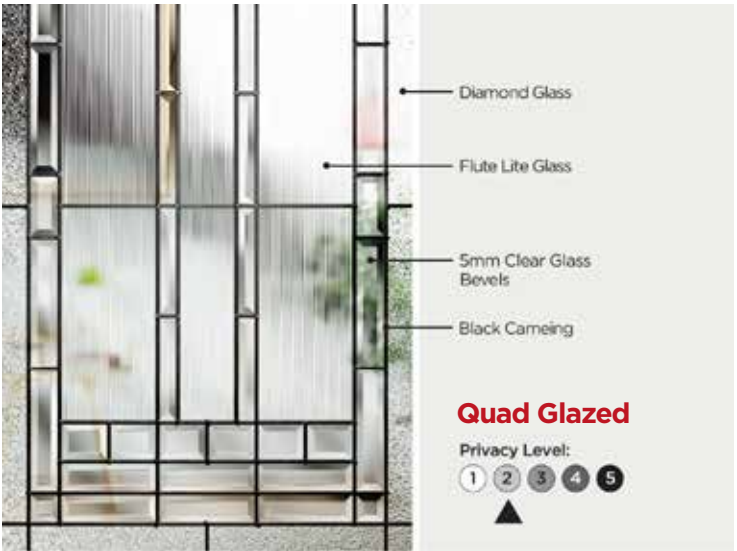 Diamond Glass
Flute Lite Glass
5mm Clear Glass
Bevels
Black Cameing
Quad Glazed
Privacy Level:
1 2 3 4 5